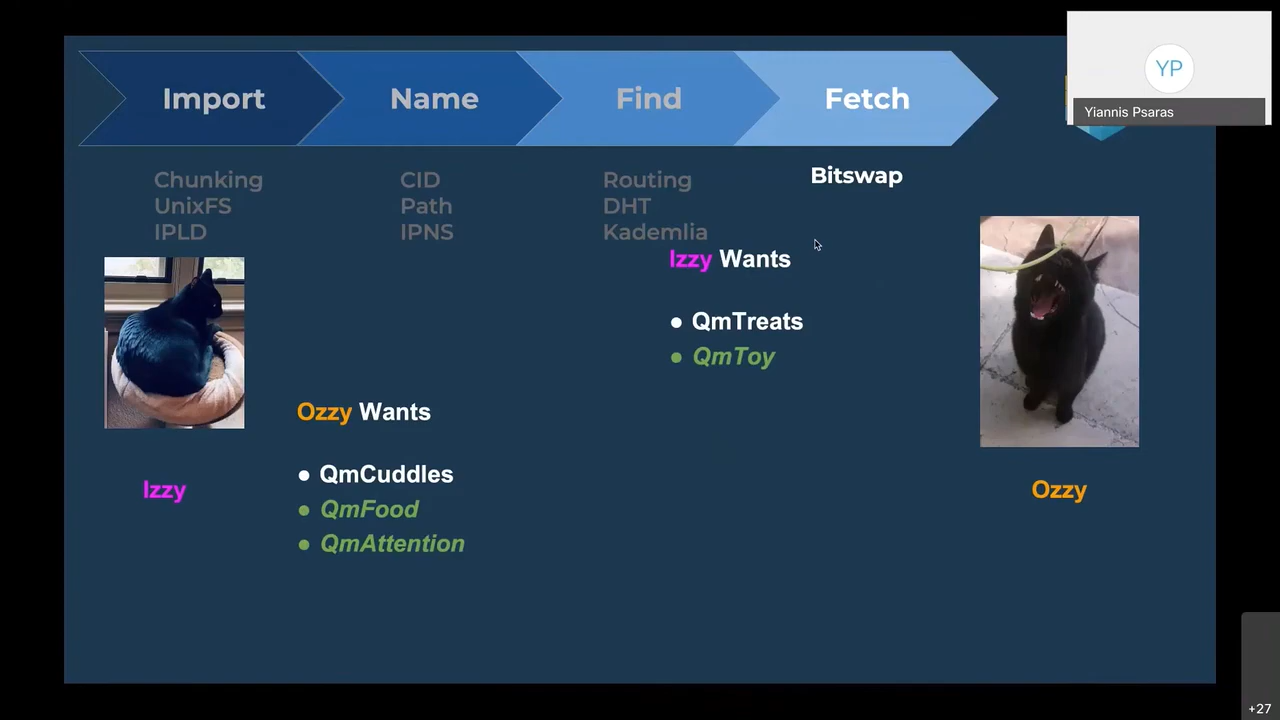 Import
Name
Find
Fetch
YP
Yiannis Psaras
Chunking
UnixFS
IPLD
CID
Path
IPNS
Routing
DHT
Kademlia
Bitswap
Izzy Wants
● QmTreats
● QmToy
Ozzy Wants
● QmCuddles
● QmFood
● QmAttention
Izzy
Ozzy
+27